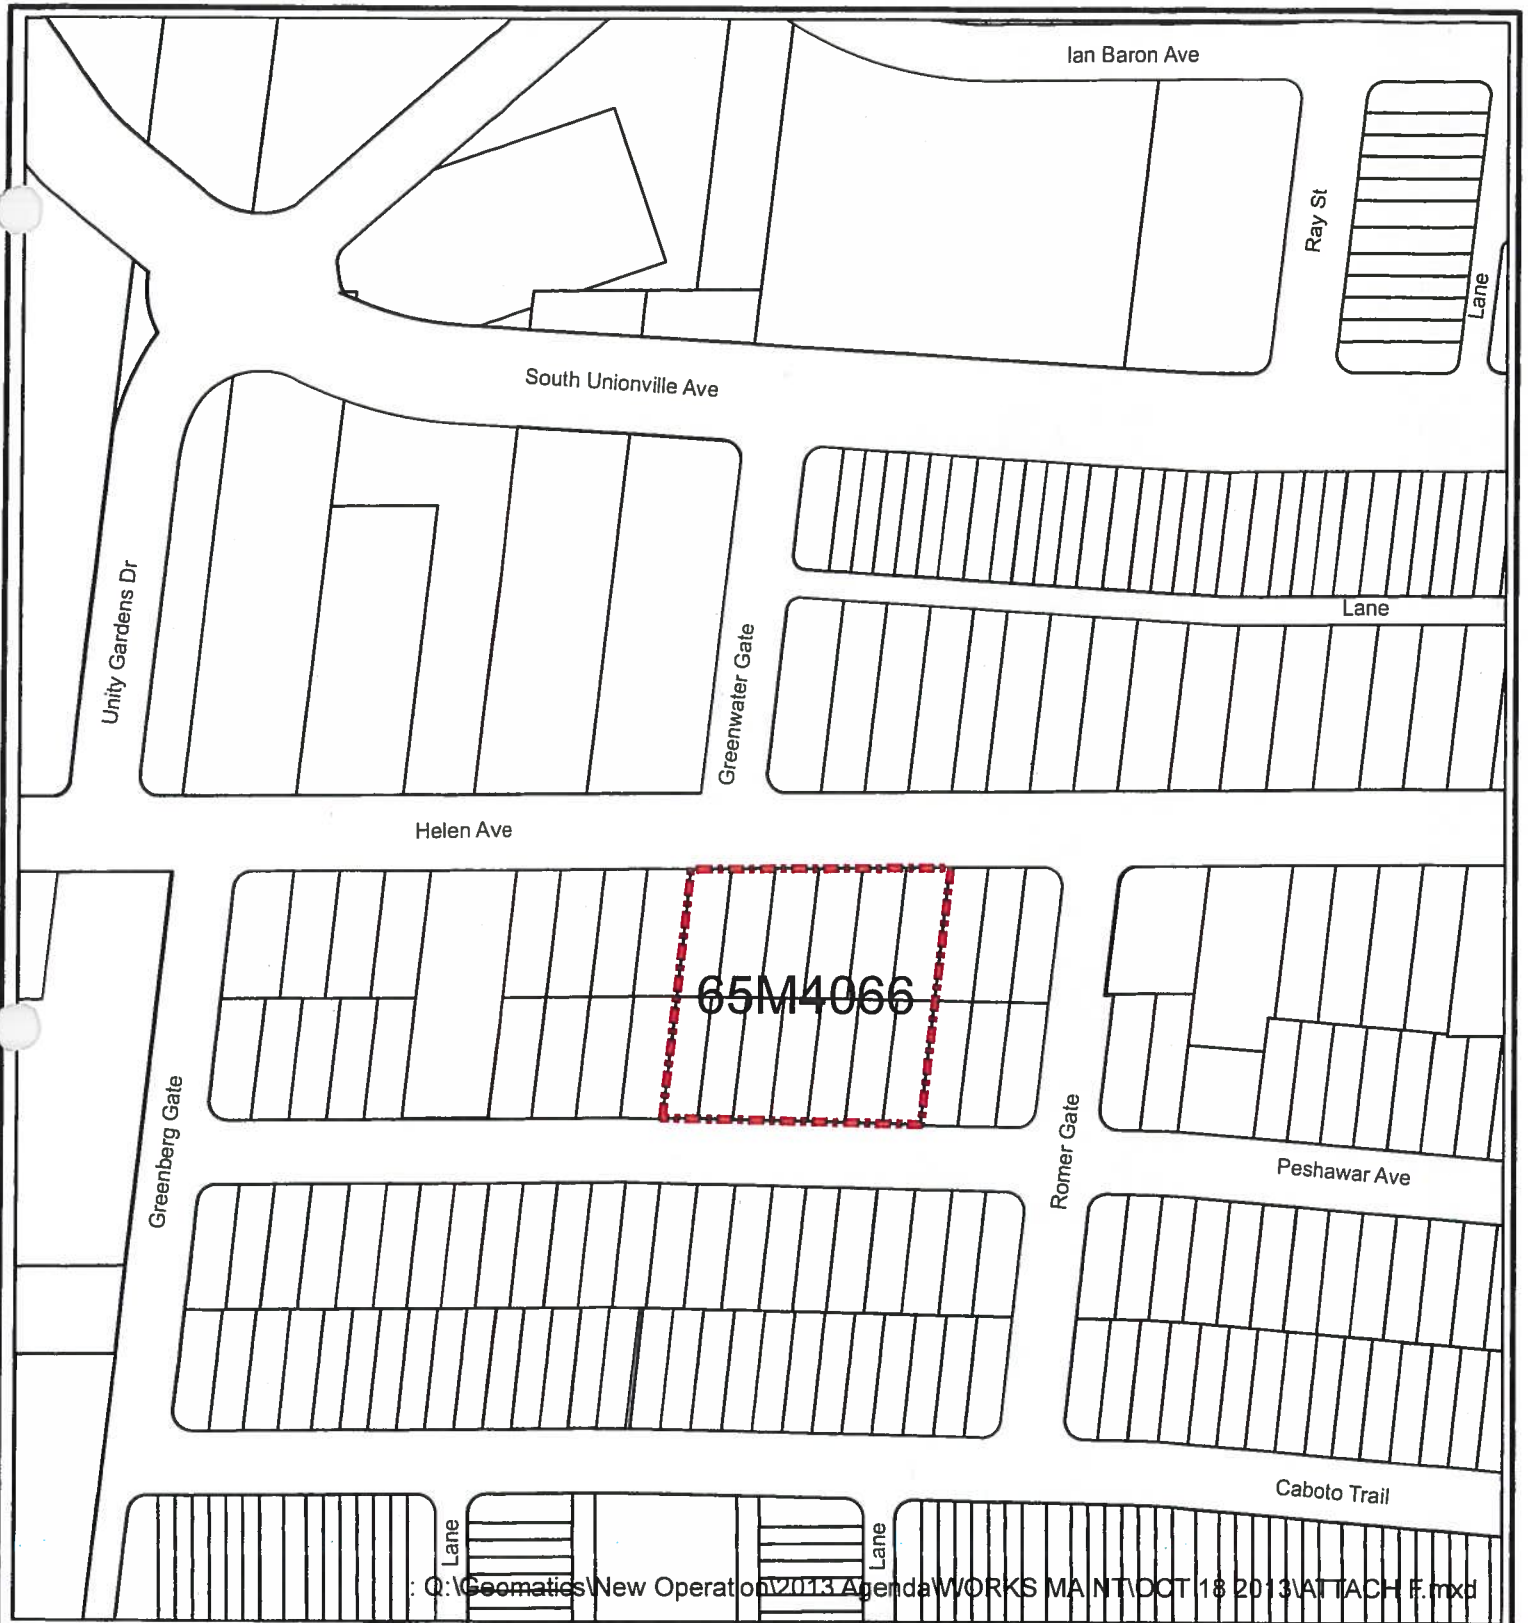 Ian Baron Ave
Ray St
Lane
South Unionville Ave
Unity Gardens Dr
Greenwater Gate
Lane
Helen Ave
65M4066
Greenberg Gate
Romer Gate
Peshawar Ave
Caboto Trail
Lane
Lane
: Q:\Geomatics\New Operation\2013 Agenda\WORKS MAINT\OCT 18 2013\ATTACH F.mxd